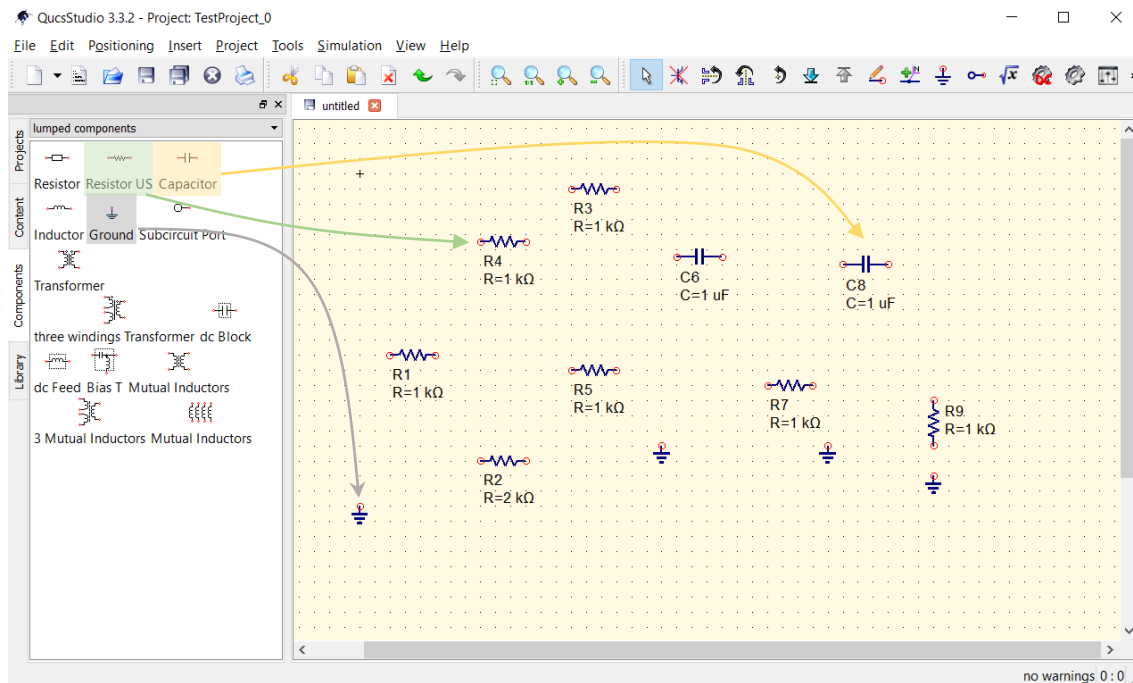 QucsStudio 3.3.2 - Project: TestProject_0
File Edit Positioning Insert Project Tools Simulation View Help
untitled
lumped components
Projects
Content
Components
Library
Resistor Resistor US Capacitor
Inductor Ground Subcircuit Port
Transformer
three windings Transformer dc Block
dc Feed Bias T Mutual Inductors
3 Mutual Inductors Mutual Inductors
R3
R=1 kΩ
R4
R=1 kΩ
C6
C=1 uF
C8
C=1 uF
R1
R=1 kΩ
R5
R=1 kΩ
R7
R=1 kΩ
R9
R=1 kΩ
R2
R=2 kΩ
no warnings 0 : 0